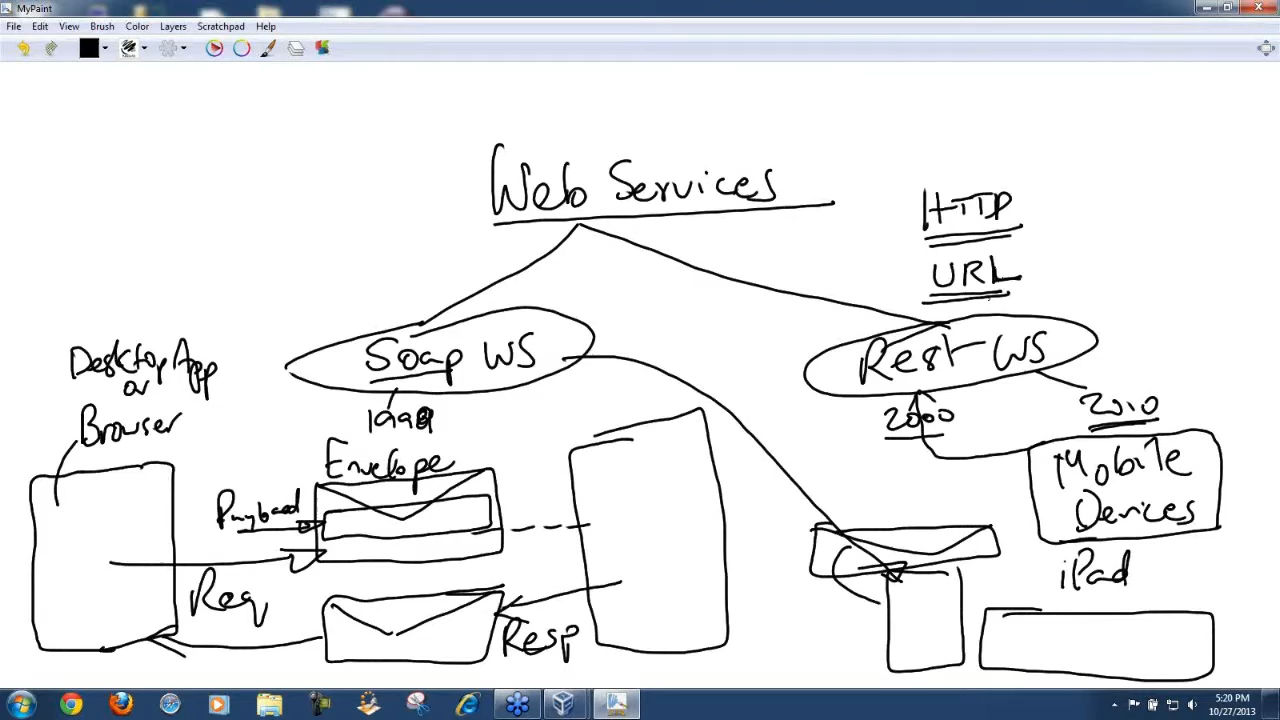 MyPaint
File Edit View Brush Color Layers Scratchpad Help
Web Services
HTTP
URL
Soap WS
Rest WS
Desktop App
or
Browser
1999
2000
2010
Envelope
Payload
Mobile
Devices
iPad
Req
Resp
5:20 PM
10/27/2013